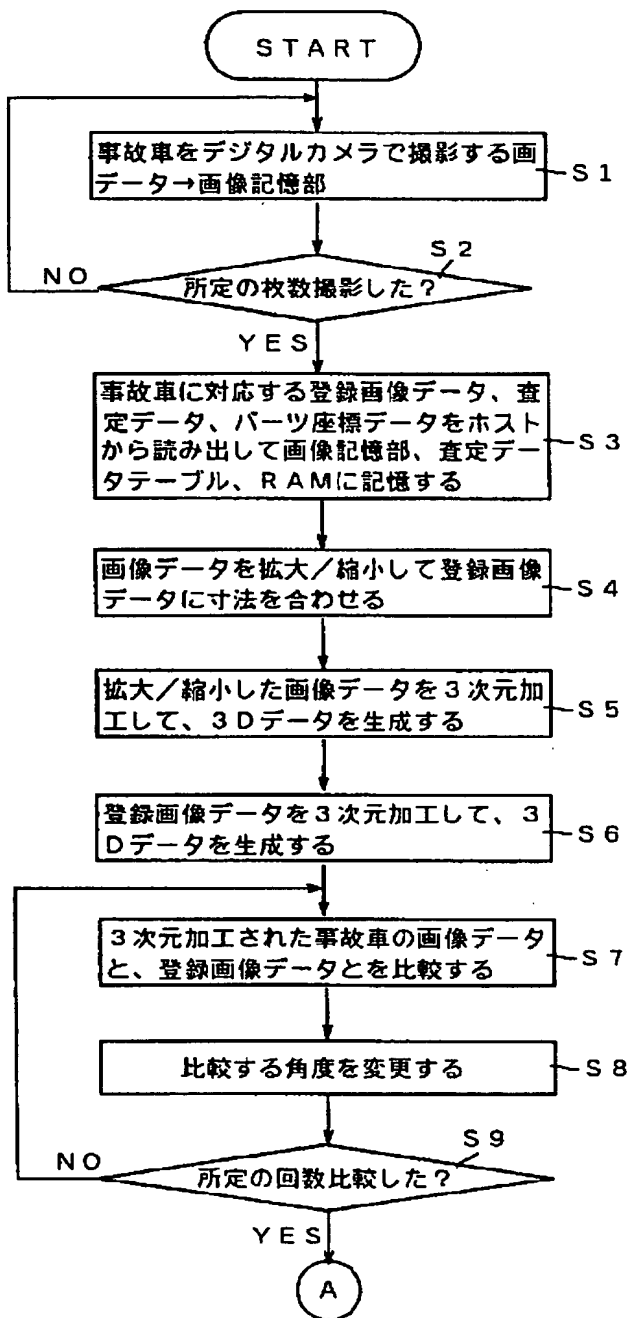 START
事故車をデジタルカメラで撮影する画
データ→画像記憶部
S1
S2
所定の枚数撮影した？
NO
YES
事故車に対応する登録画像データ、査
定データ、パーツ座標データをホスト
から読み出して画像記憶部、査定デー
タテーブル、RAMに記憶する
S3
画像データを拡大／縮小して登録画像
データに寸法を合わせる
S4
拡大／縮小した画像データを３次元加
工して、３Dデータを生成する
S5
登録画像データを３次元加工して、３
Dデータを生成する
S6
３次元加工された事故車の画像データ
と、登録画像データとを比較する
S7
比較する角度を変更する
S8
S9
所定の回数比較した？
NO
YES
A